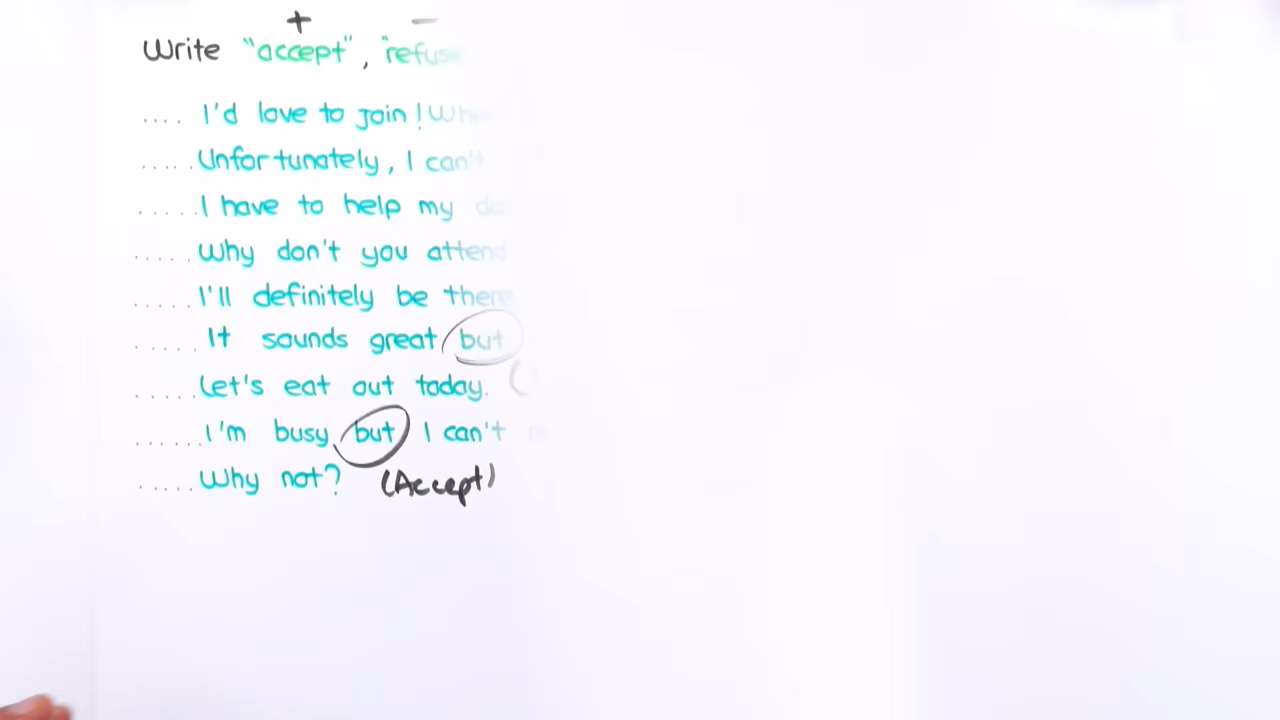 + –
Write "accept", "refus
.... I'd love to join! Wh
..... Unfortunately, I can't
..... I have to help my
..... Why don't you attend
..... I'll definitely be there
..... It sounds great but
..... Let's eat out today. (
...... I'm busy, but I can't
..... Why not? (Accept)